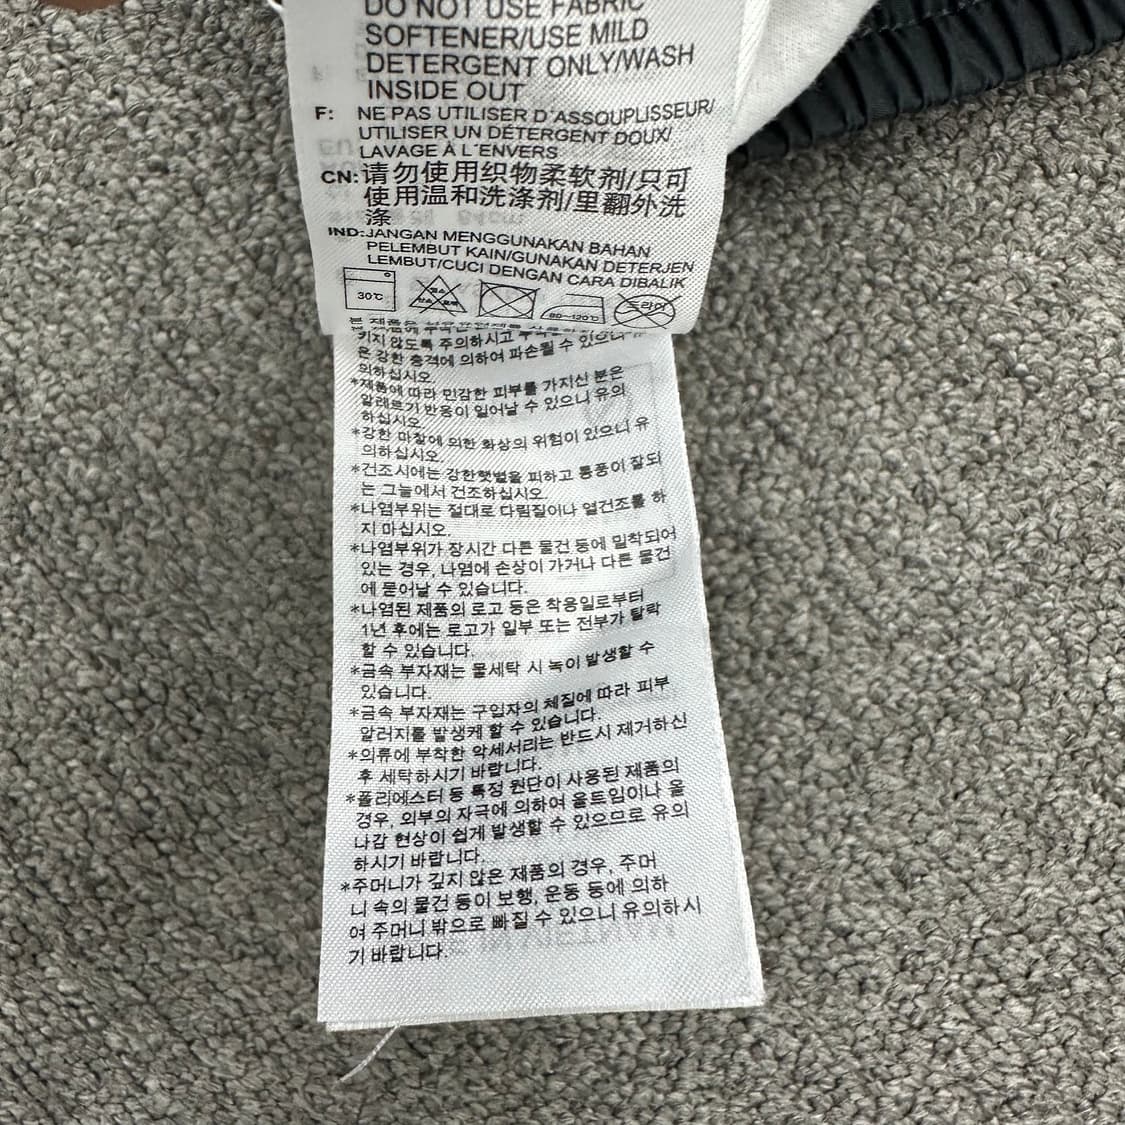 DO NOT USE FABRIC
SOFTENER/USE MILD
DETERGENT ONLY/WASH
INSIDE OUT
F: NE PAS UTILISER D'ASSOUPLISSEUR/
UTILISER UN DÉTERGENT DOUX/
LAVAGE À L'ENVERS
CN: 请勿使用织物柔软剂/只可
使用温和洗涤剂/里翻外洗
涤
IND: JANGAN MENGGUNAKAN BAHAN
PELEMBUT KAIN/GUNAKAN DETERJEN
LEMBUT/CUCI DENGAN CARA DIBALIK
30℃
80~120℃
드라이
키지 않도록 주의하시고
은 강한 충격에 의하여 파손될 수 있으니 유
의하십시오.
*제품에 따라 민감한 피부를 가지신 분은
알레르기 반응이 일어날 수 있으니 유의
하십시오.
*강한 마찰에 의한 화상의 위험이 있으니 유
의하십시오.
*건조시에는 강한햇볕을 피하고 통풍이 잘되
는 그늘에서 건조하십시오.
*나염부위는 절대로 다림질이나 열건조를 하
지 마십시오.
*나염부위가 장시간 다른 물건 등에 밀착되어
있는 경우, 나염에 손상이 가거나 다른 물건
에 묻어날 수 있습니다.
*나염된 제품의 로고 등은 착용일로부터
1년 후에는 로고가 일부 또는 전부가 탈락
할 수 있습니다.
*금속 부자재는 물세탁 시 녹이 발생할 수
있습니다.
*금속 부자재는 구입자의 체질에 따라 피부
알러지를 발생케 할 수 있습니다.
*의류에 부착한 악세서리는 반드시 제거하신
후 세탁하시기 바랍니다.
*폴리에스터 등 특정 원단이 사용된 제품의
경우, 외부의 자극에 의하여 올트임이나 올
나감 현상이 쉽게 발생할 수 있으므로 유의
하시기 바랍니다.
*주머니가 깊지 않은 제품의 경우, 주머
니 속의 물건 등이 보행, 운동 등에 의하
여 주머니 밖으로 빠질 수 있으니 유의하시
기 바랍니다.